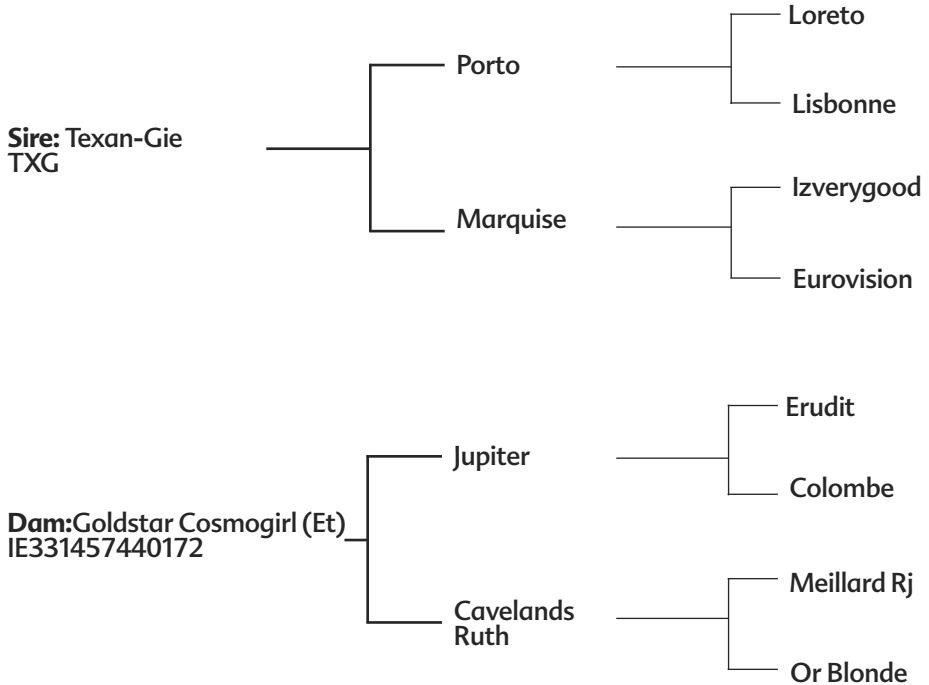 Loreto
Porto
Lisbonne
Sire: Texan-Gie
TXG
Izverygood
Marquise
Eurovision
Erudit
Jupiter
Colombe
Dam:Goldstar Cosmogirl (Et)
IE331457440172
Meillard Rj
Cavelands
Ruth
Or Blonde